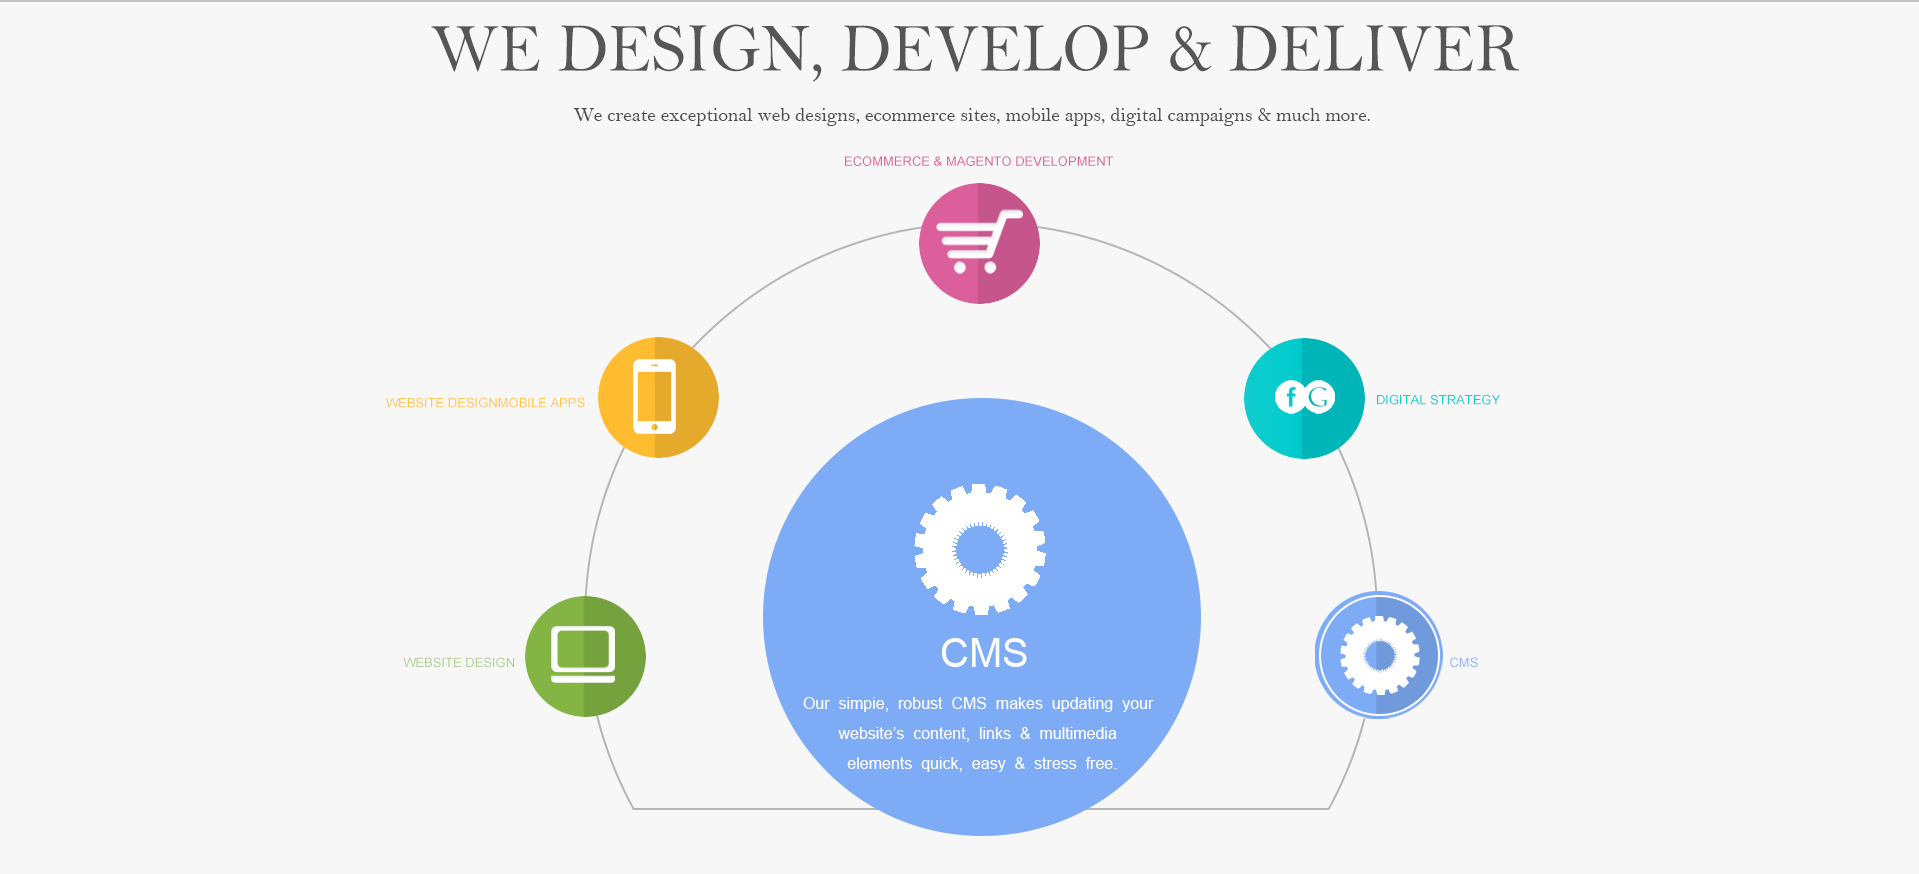 WE DESIGN, DEVELOP & DELIVER
We create exceptional web designs, ecommerce sites, mobile apps, digital campaigns & much more.
ECOMMERCE & MAGENTO DEVELOPMENT
WEBSITE DESIGNMOBILE APPS
f G
DIGITAL STRATEGY
WEBSITE DESIGN
CMS
Our simpie, robust CMS makes updating your
website’s content, links & multimedia
elements quick, easy & stress free.
CMS